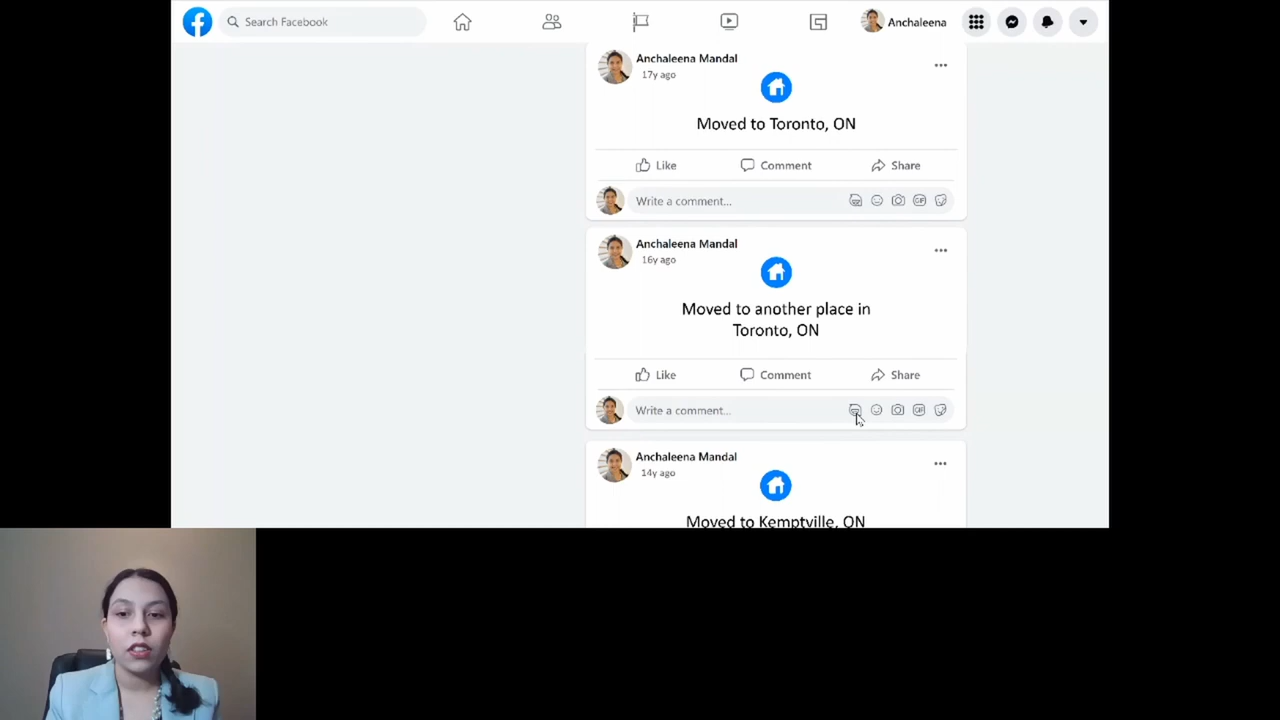 Search Facebook
Anchaleena
Anchaleena Mandal
17y ago
Moved to Toronto, ON
Like Comment Share
Write a comment...
GIF
Anchaleena Mandal
16y ago
Moved to another place in
Toronto, ON
Like Comment Share
Write a comment...
GIF
Anchaleena Mandal
14y ago
Moved to Kemptville, ON